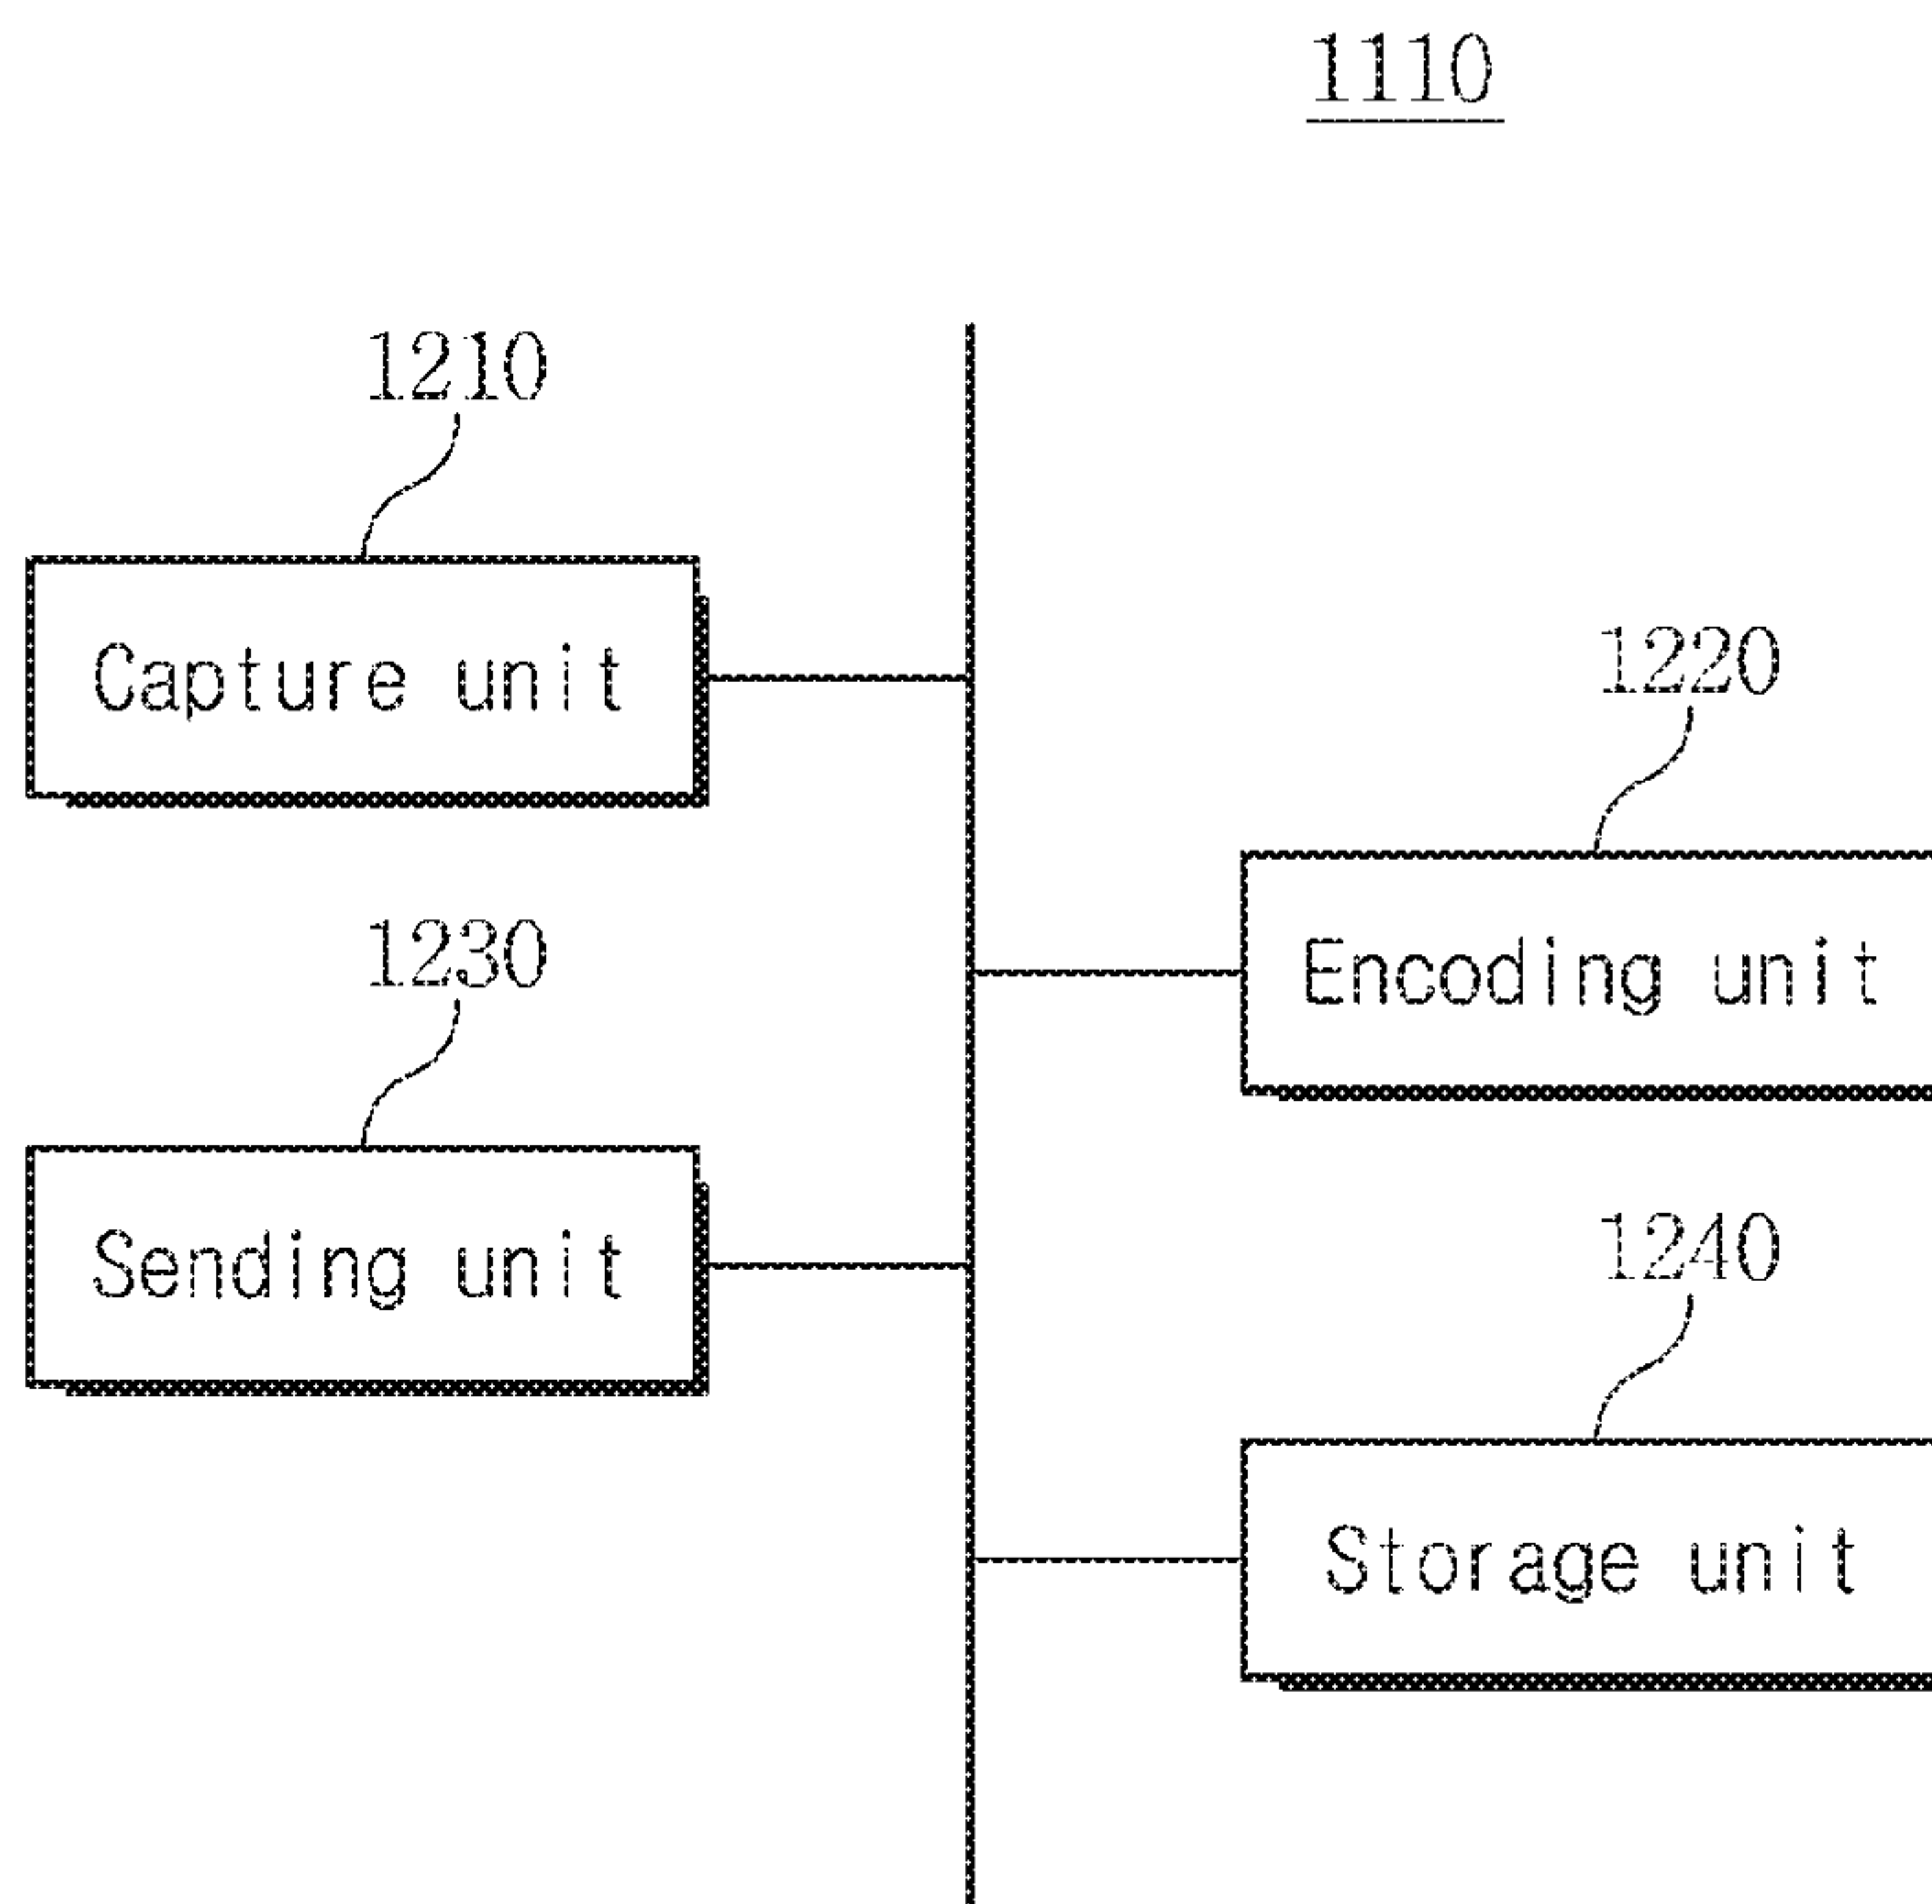 1110
1210
Capture unit
1220
Encoding unit
1230
Sending unit
1240
Storage unit